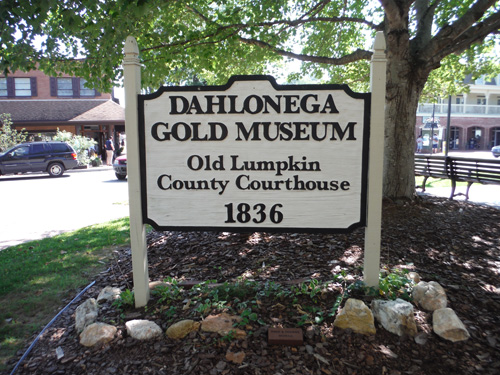 DAHLONEGA
GOLD MUSEUM
Old Lumpkin
County Courthouse
1836